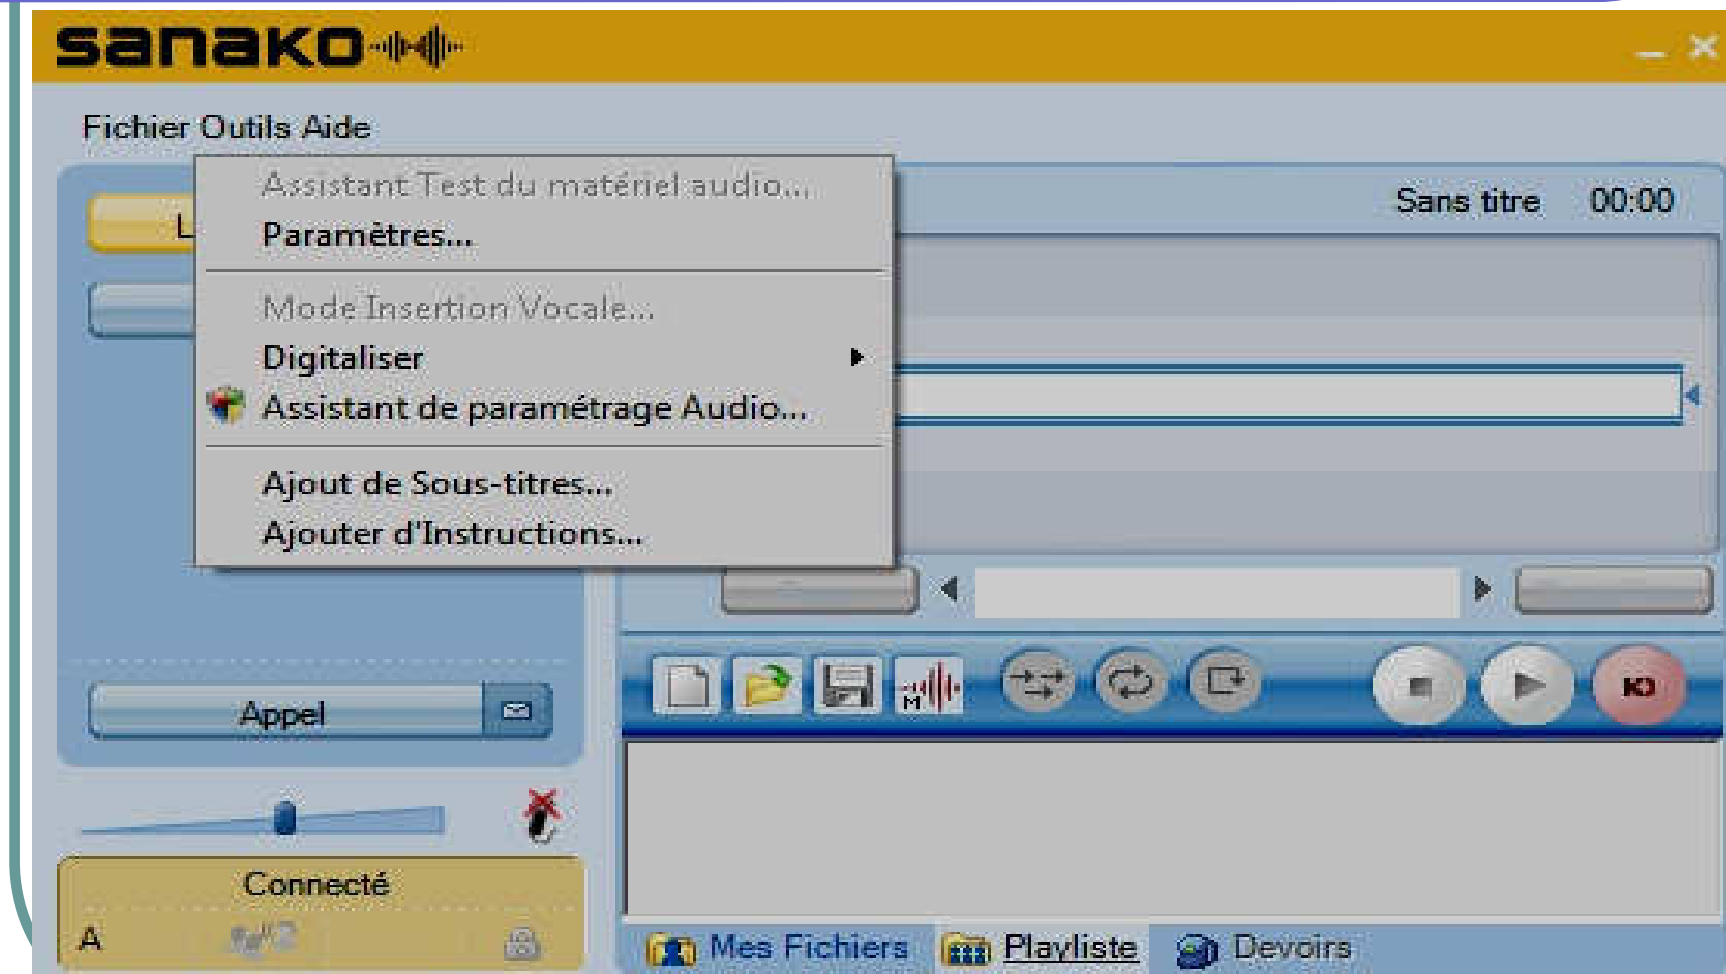 sanako
Fichier Outils Aide
Assistant Test du matériel audio...
Paramètres...
Mode Insertion Vocale...
Digitaliser
Assistant de paramétrage Audio...
Ajout de Sous-titres...
Ajouter d'Instructions...
L
Sans titre 00:00
M
Appel
Connecté
A
Mes Fichiers Playliste Devoirs